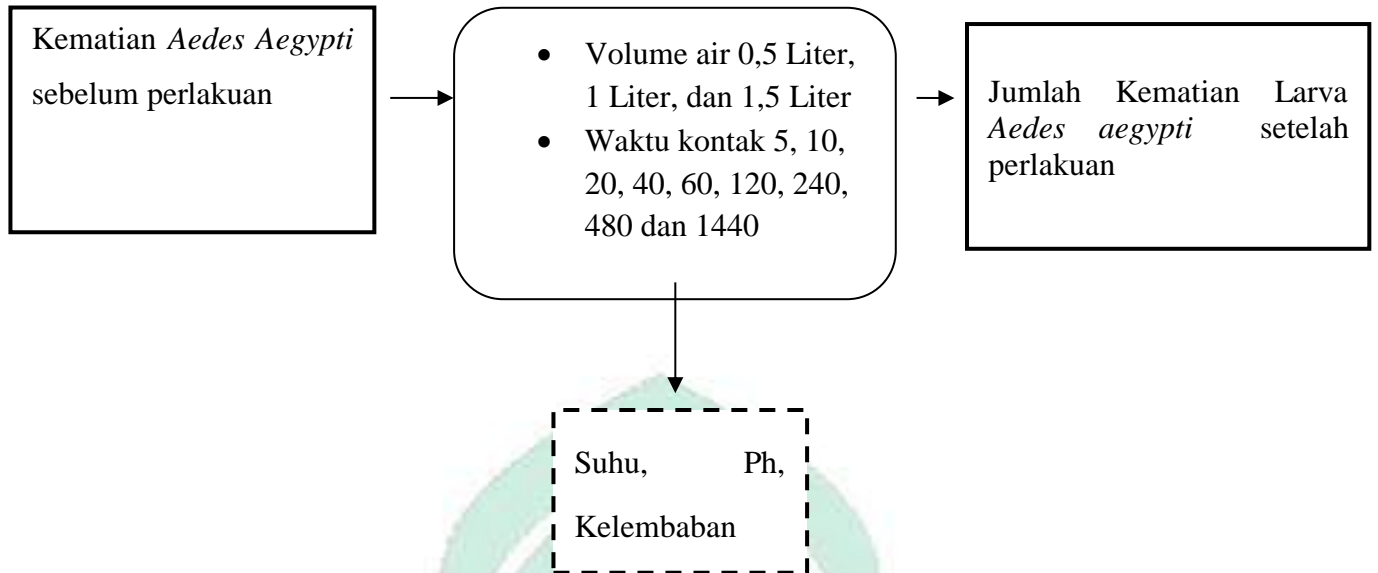 Kematian Aedes Aegypti
sebelum perlakuan
• Volume air 0,5 Liter,
1 Liter, dan 1,5 Liter
• Waktu kontak 5, 10,
20, 40, 60, 120, 240,
480 dan 1440
Jumlah Kematian Larva
Aedes aegypti setelah
perlakuan
Suhu, Ph,
Kelembaban